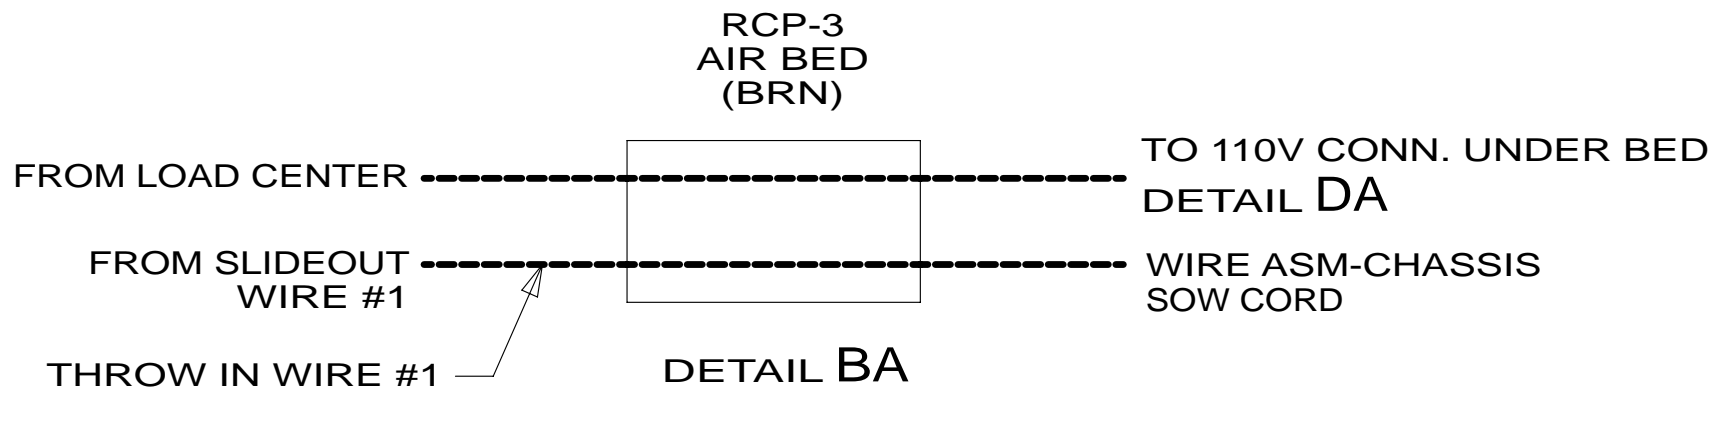 RCP-3
AIR BED
(BRN)
FROM LOAD CENTER
TO 110V CONN. UNDER BED
DETAIL DA
FROM SLIDEOUT
WIRE #1
WIRE ASM-CHASSIS
SOW CORD
THROW IN WIRE #1
DETAIL BA